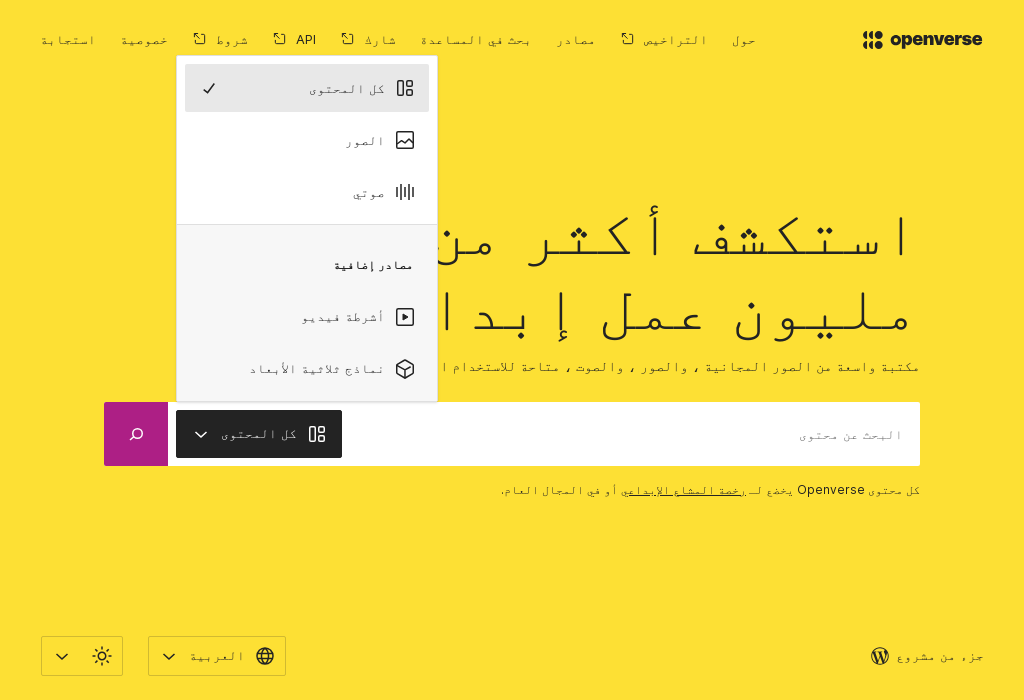 openverse
حول
التراخيص
مصادر
بحث في المساعدة
شارك
API
شروط
خصوصية
استجابة
كل المحتوى
الصور
صوتي
مصادر إضافية
أشرطة فيديو
نماذج ثلاثية الأبعاد
استكشف أكثر من
مليون عمل إبدا
مكتبة واسعة من الصور المجانية ، والصور ، والصوت ، متاحة للاستخدام ا
البحث عن محتوى
كل المحتوى
كل محتوى Openverse يخضع لـ رخصة المشاع الإبداعي أو في المجال العام.
جزء من مشروع
العربية